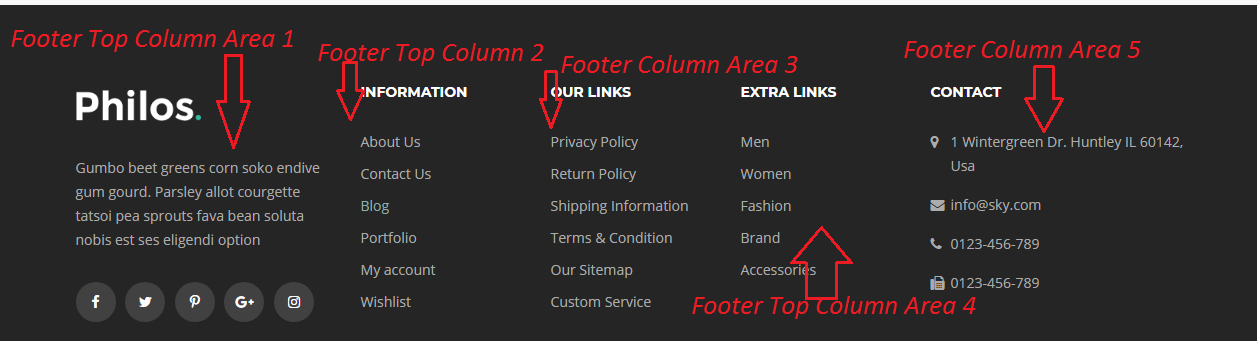 Footer Top Column Area 1
Footer Top Column 2
Footer Column Area 3
Footer Column Area 5
Philos.
Gumbo beet greens corn soko endive
gum gourd. Parsley allot courgette
tatsoi pea sprouts fava bean soluta
nobis est ses eligendi option
INFORMATION
About Us
Contact Us
Blog
Portfolio
My account
Wishlist
OUR LINKS
Privacy Policy
Return Policy
Shipping Information
Terms & Condition
Our Sitemap
Custom Service
EXTRA LINKS
Men
Women
Fashion
Brand
Accessories
Footer Top Column Area 4
CONTACT
1 Wintergreen Dr. Huntley IL 60142,
Usa
info@sky.com
0123-456-789
0123-456-789